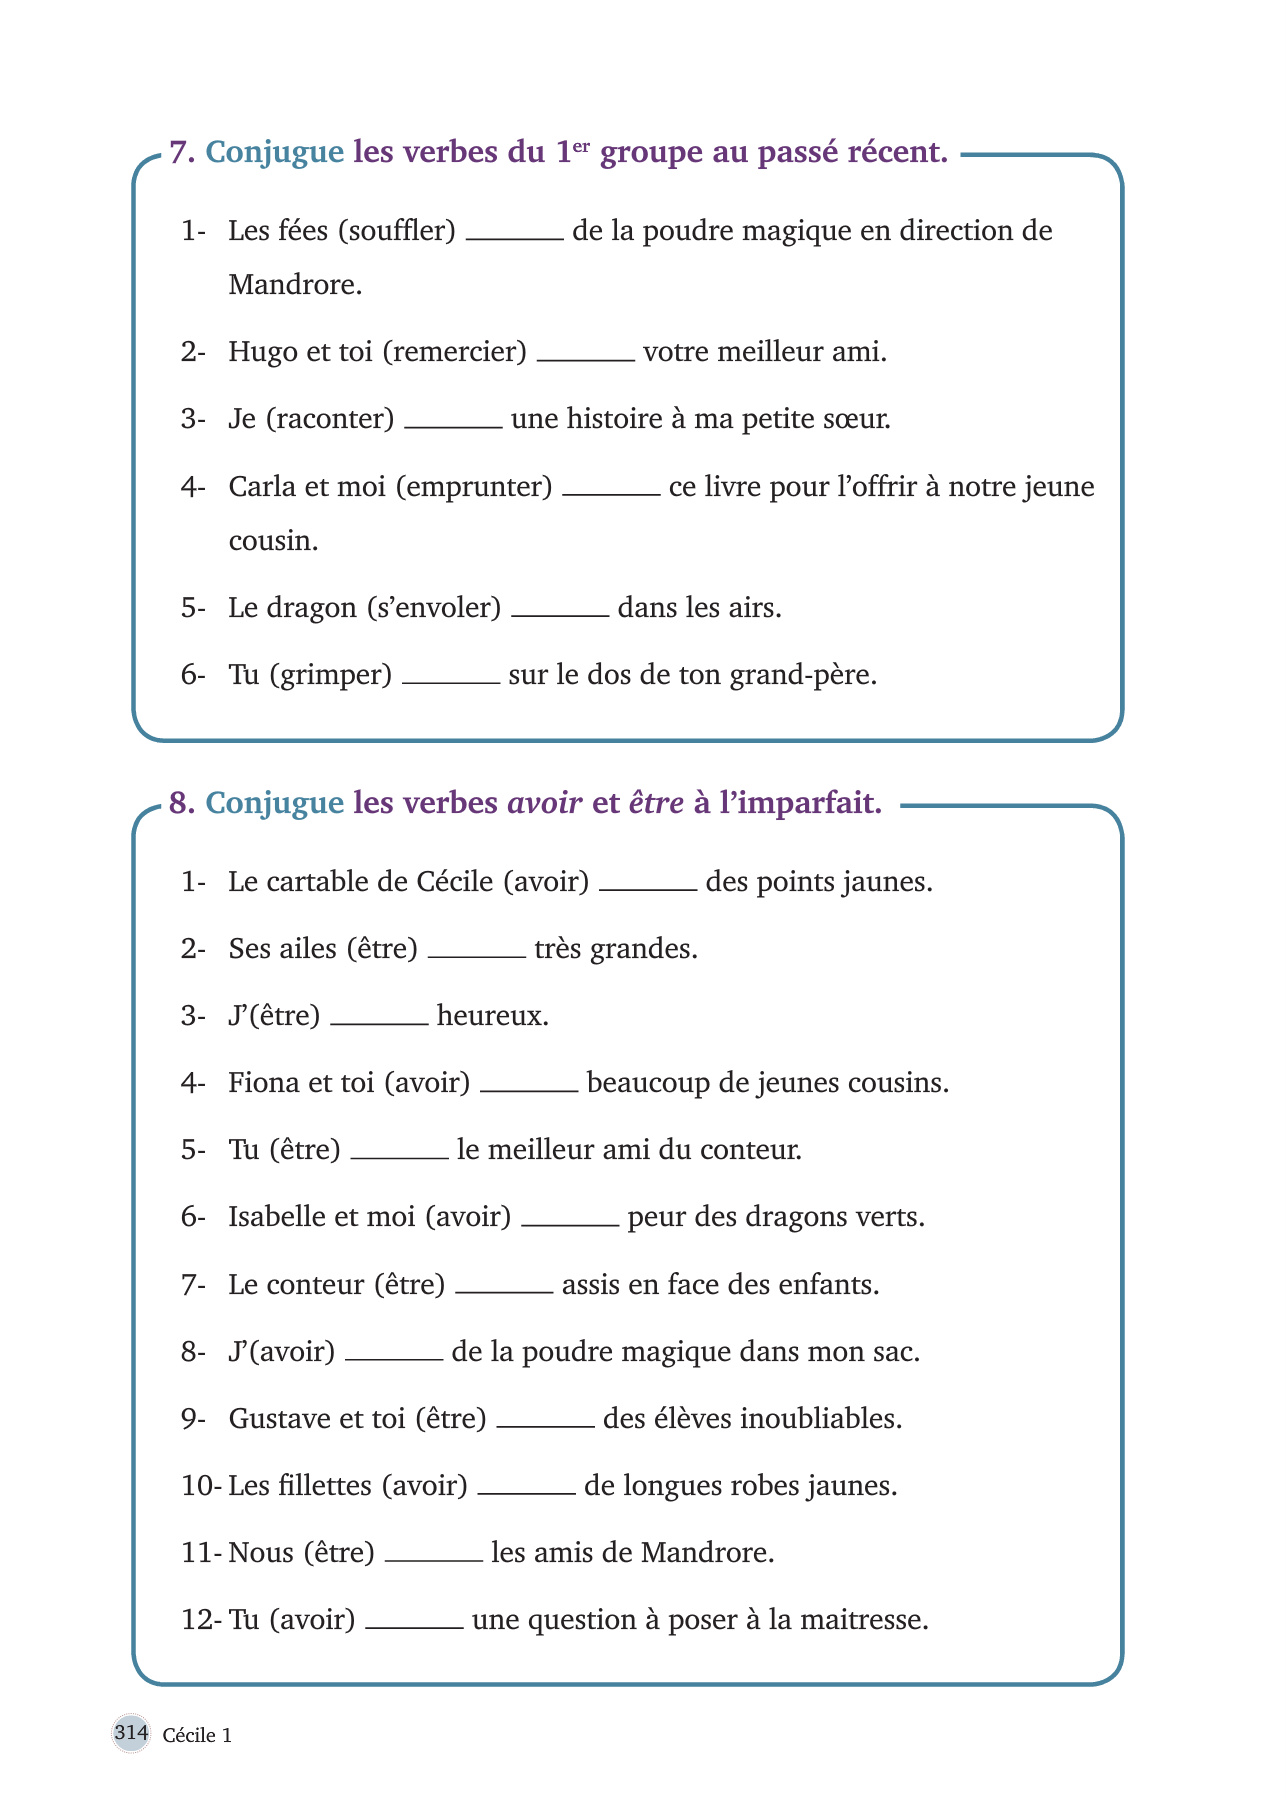 7. Conjugue les verbes du 1er groupe au passé récent.
1- Les fées (souffler) _______ de la poudre magique en direction de
Mandrore.
2- Hugo et toi (remercier) _______ votre meilleur ami.
3- Je (raconter) _______ une histoire à ma petite sœur.
4- Carla et moi (emprunter) _______ ce livre pour l’offrir à notre jeune
cousin.
5- Le dragon (s’envoler) _______ dans les airs.
6- Tu (grimper) _______ sur le dos de ton grand-père.
8. Conjugue les verbes avoir et être à l’imparfait.
1- Le cartable de Cécile (avoir) _______ des points jaunes.
2- Ses ailes (être) _______ très grandes.
3- J’(être) _______ heureux.
4- Fiona et toi (avoir) _______ beaucoup de jeunes cousins.
5- Tu (être) _______ le meilleur ami du conteur.
6- Isabelle et moi (avoir) _______ peur des dragons verts.
7- Le conteur (être) _______ assis en face des enfants.
8- J’(avoir) _______ de la poudre magique dans mon sac.
9- Gustave et toi (être) _______ des élèves inoubliables.
10- Les fillettes (avoir) _______ de longues robes jaunes.
11- Nous (être) _______ les amis de Mandrore.
12- Tu (avoir) _______ une question à poser à la maitresse.
314 Cécile 1